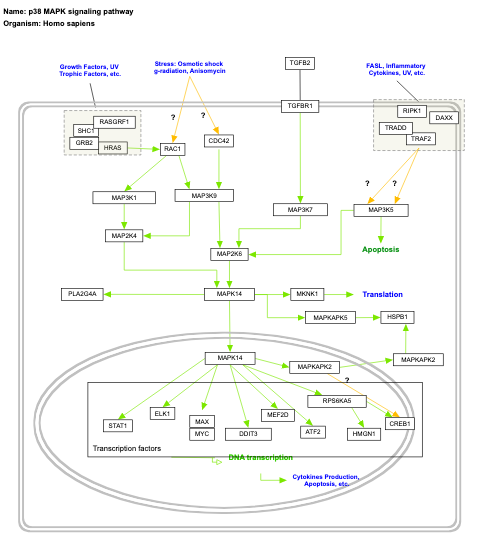 Name: p38 MAPK signaling pathway
Organism: Homo sapiens
Growth Factors, UV
Trophic Factors, etc.
Stress: Osmotic shock
g-radiation, Anisomycin
TGFB2
FASL, Inflammatory
Cytokines, UV, etc.
TGFBR1
RIPK1
DAXX
RASGRF1
SHC1
TRADD
TRAF2
GRB2
HRAS
?
?
RAC1
CDC42
?
?
MAP3K1
MAP3K9
MAP3K7
MAP3K5
MAP2K4
Apoptosis
MAP2K6
PLA2G4A
MAPK14
MKNK1
Translation
MAPKAPK5
HSPB1
MAPK14
MAPKAPK2
MAPKAPK2
?
RPS6KA5
STAT1
ELK1
MAX
MYC
DDIT3
MEF2D
ATF2
HMGN1
CREB1
Transcription factors
DNA transcription
Cytokines Production,
Apoptosis, etc.